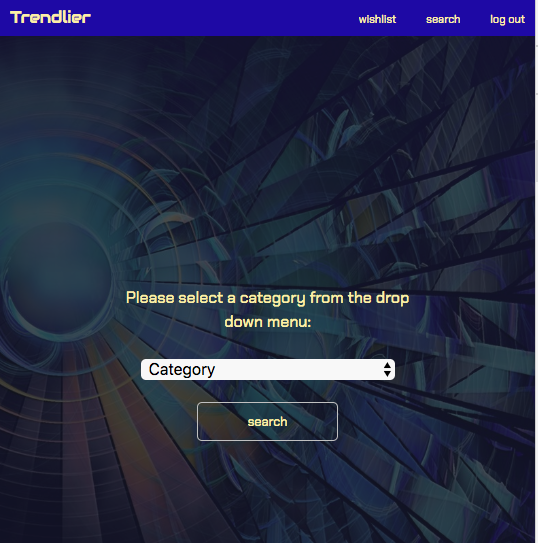 Trendlier
wishlist search log out
Please select a category from the drop
down menu:
Category
search